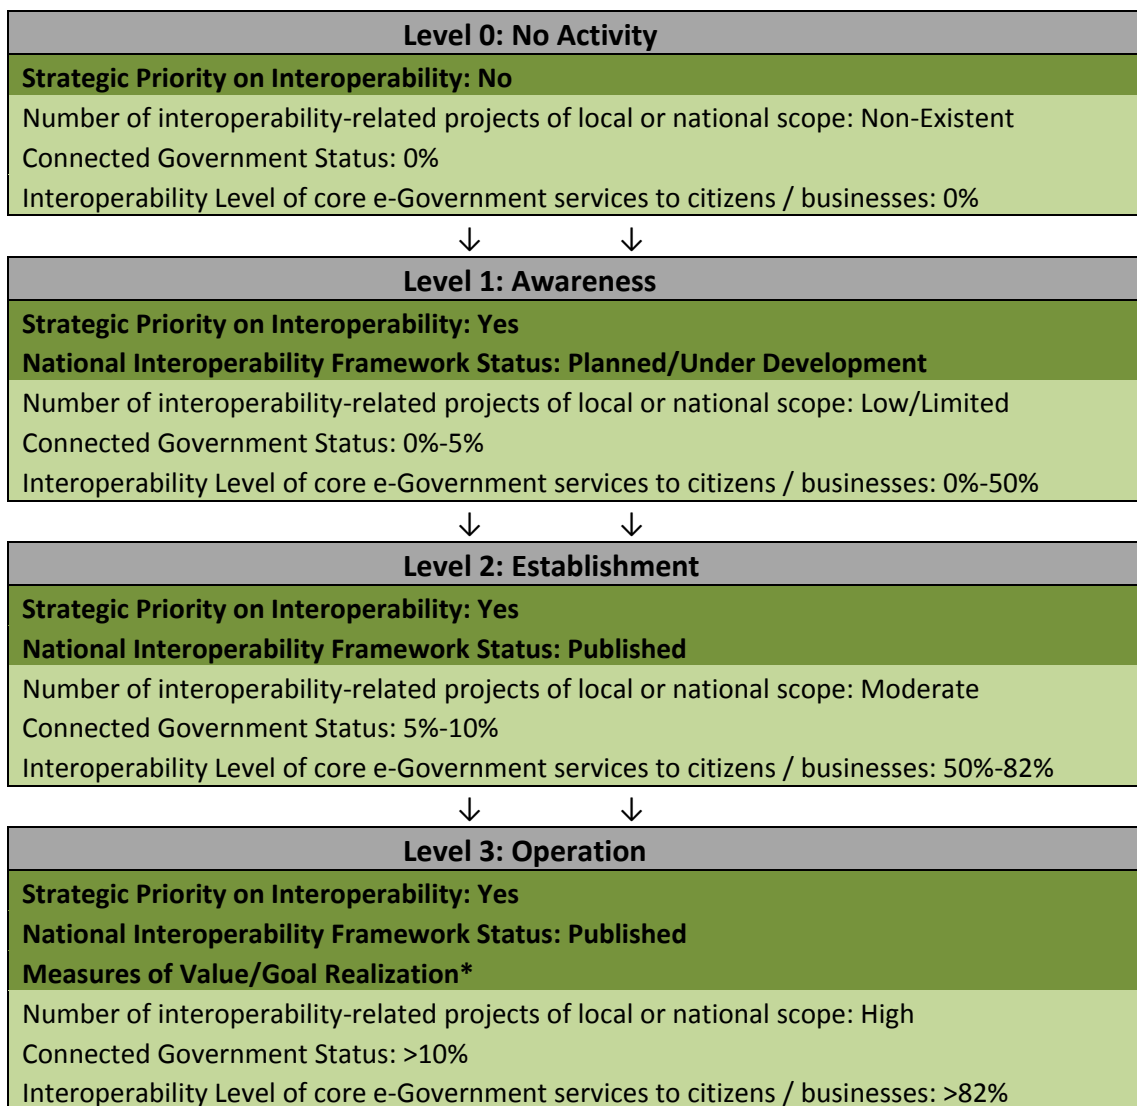 Level 0: No Activity
Strategic Priority on Interoperability: No
Number of interoperability-related projects of local or national scope: Non-Existent
Connected Government Status: 0%
Interoperability Level of core e-Government services to citizens / businesses: 0%
↓ ↓
Level 1: Awareness
Strategic Priority on Interoperability: Yes
National Interoperability Framework Status: Planned/Under Development
Number of interoperability-related projects of local or national scope: Low/Limited
Connected Government Status: 0%-5%
Interoperability Level of core e-Government services to citizens / businesses: 0%-50%
↓ ↓
Level 2: Establishment
Strategic Priority on Interoperability: Yes
National Interoperability Framework Status: Published
Number of interoperability-related projects of local or national scope: Moderate
Connected Government Status: 5%-10%
Interoperability Level of core e-Government services to citizens / businesses: 50%-82%
↓ ↓
Level 3: Operation
Strategic Priority on Interoperability: Yes
National Interoperability Framework Status: Published
Measures of Value/Goal Realization*
Number of interoperability-related projects of local or national scope: High
Connected Government Status: >10%
Interoperability Level of core e-Government services to citizens / businesses: >82%